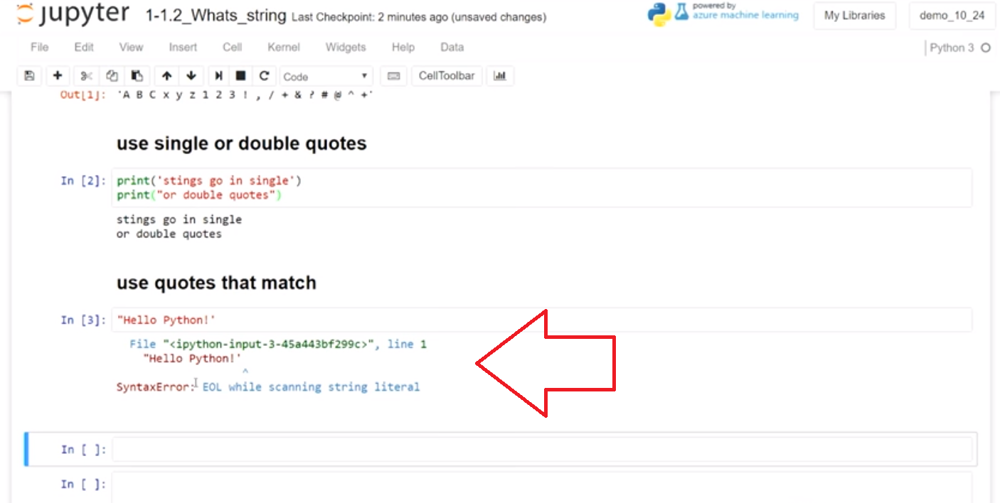 jupyter 1-1.2_Whats_string Last Checkpoint: 2 minutes ago (unsaved changes)
powered by
azure machine learning
My Libraries
demo_10_24
File Edit View Insert Cell Kernel Widgets Help Data
Python 3
Code
CellToolbar
Out[1]: 'A B C x y z 1 2 3 ! , / + & ? # @ ^ +'
use single or double quotes
In [2]: print('stings go in single')
print("or double quotes")
stings go in single
or double quotes
use quotes that match
In [3]: "Hello Python!'
File "<ipython-input-3-45a443bf299c>", line 1
"Hello Python!'
^
SyntaxError: EOL while scanning string literal
In [ ]:
In [ ]: